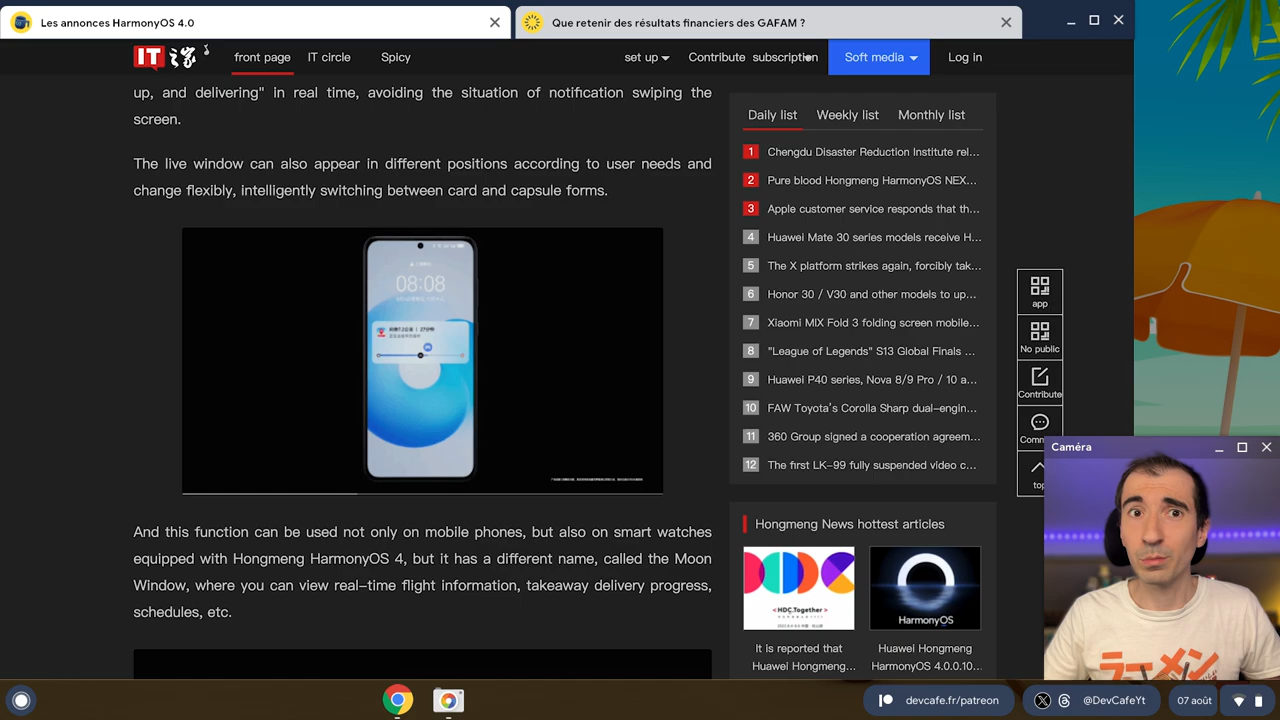 Les annonces HarmonyOS 4.0
Que retenir des résultats financiers des GAFAM ?
IT
front page
IT circle
Spicy
set up
Contribute
subscription
Soft media
Log in
up, and delivering" in real time, avoiding the situation of notification swiping the
screen.
The live window can also appear in different positions according to user needs and
change flexibly, intelligently switching between card and capsule forms.
08:08
And this function can be used not only on mobile phones, but also on smart watches
equipped with Hongmeng HarmonyOS 4, but it has a different name, called the Moon
Window, where you can view real-time flight information, takeaway delivery progress,
schedules, etc.
Daily list
Weekly list
Monthly list
1 Chengdu Disaster Reduction Institute rel...
2 Pure blood Hongmeng HarmonyOS NEX...
3 Apple customer service responds that th...
4 Huawei Mate 30 series models receive H...
5 The X platform strikes again, forcibly tak...
6 Honor 30 / V30 and other models to up...
7 Xiaomi MIX Fold 3 folding screen mobile...
8 "League of Legends" S13 Global Finals ...
9 Huawei P40 series, Nova 8/9 Pro / 10 a...
10 FAW Toyota's Corolla Sharp dual-engin...
11 360 Group signed a cooperation agreem...
12 The first LK-99 fully suspended video c...
Hongmeng News hottest articles
< HDC.Together >
HarmonyOS
It is reported that
Huawei Hongmeng...
Huawei Hongmeng
HarmonyOS 4.0.0.10...
app
No public
Contribute
Comm
top
Caméra
ラーメン
devcafe.fr/patreon
@DevCafeYt
07 août